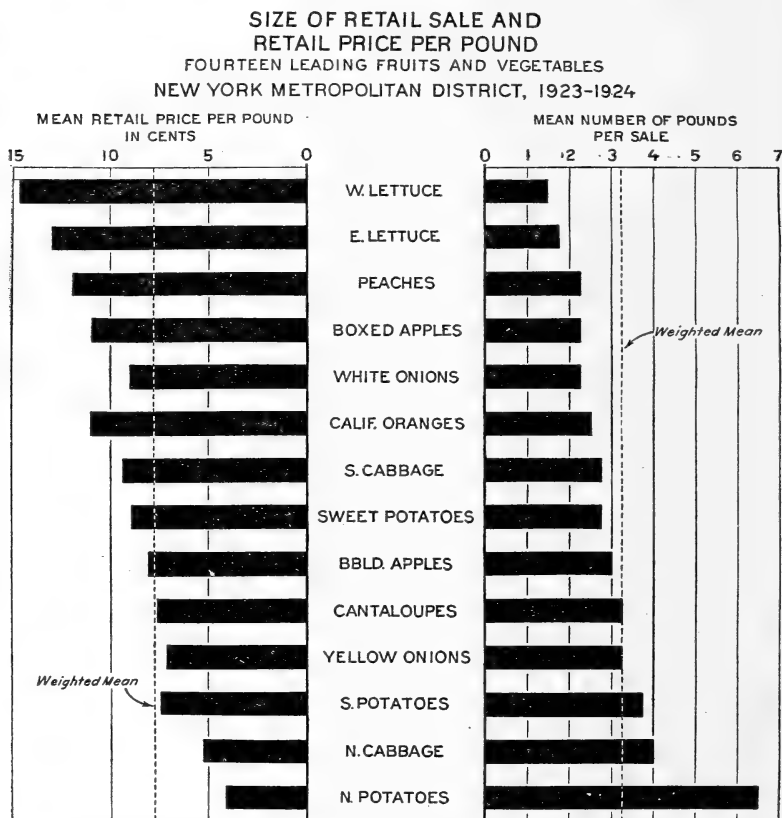 SIZE OF RETAIL SALE AND
RETAIL PRICE PER POUND
FOURTEEN LEADING FRUITS AND VEGETABLES
NEW YORK METROPOLITAN DISTRICT, 1923-1924
MEAN RETAIL PRICE PER POUND
IN CENTS
MEAN NUMBER OF POUNDS
PER SALE
15 10 5 0
0 1 2 3 4 5 6 7
W. LETTUCE
E. LETTUCE
PEACHES
BOXED APPLES
Weighted Mean
WHITE ONIONS
CALIF. ORANGES
S. CABBAGE
SWEET POTATOES
BBLD. APPLES
CANTALOUPES
YELLOW ONIONS
Weighted Mean
S. POTATOES
N. CABBAGE
N. POTATOES